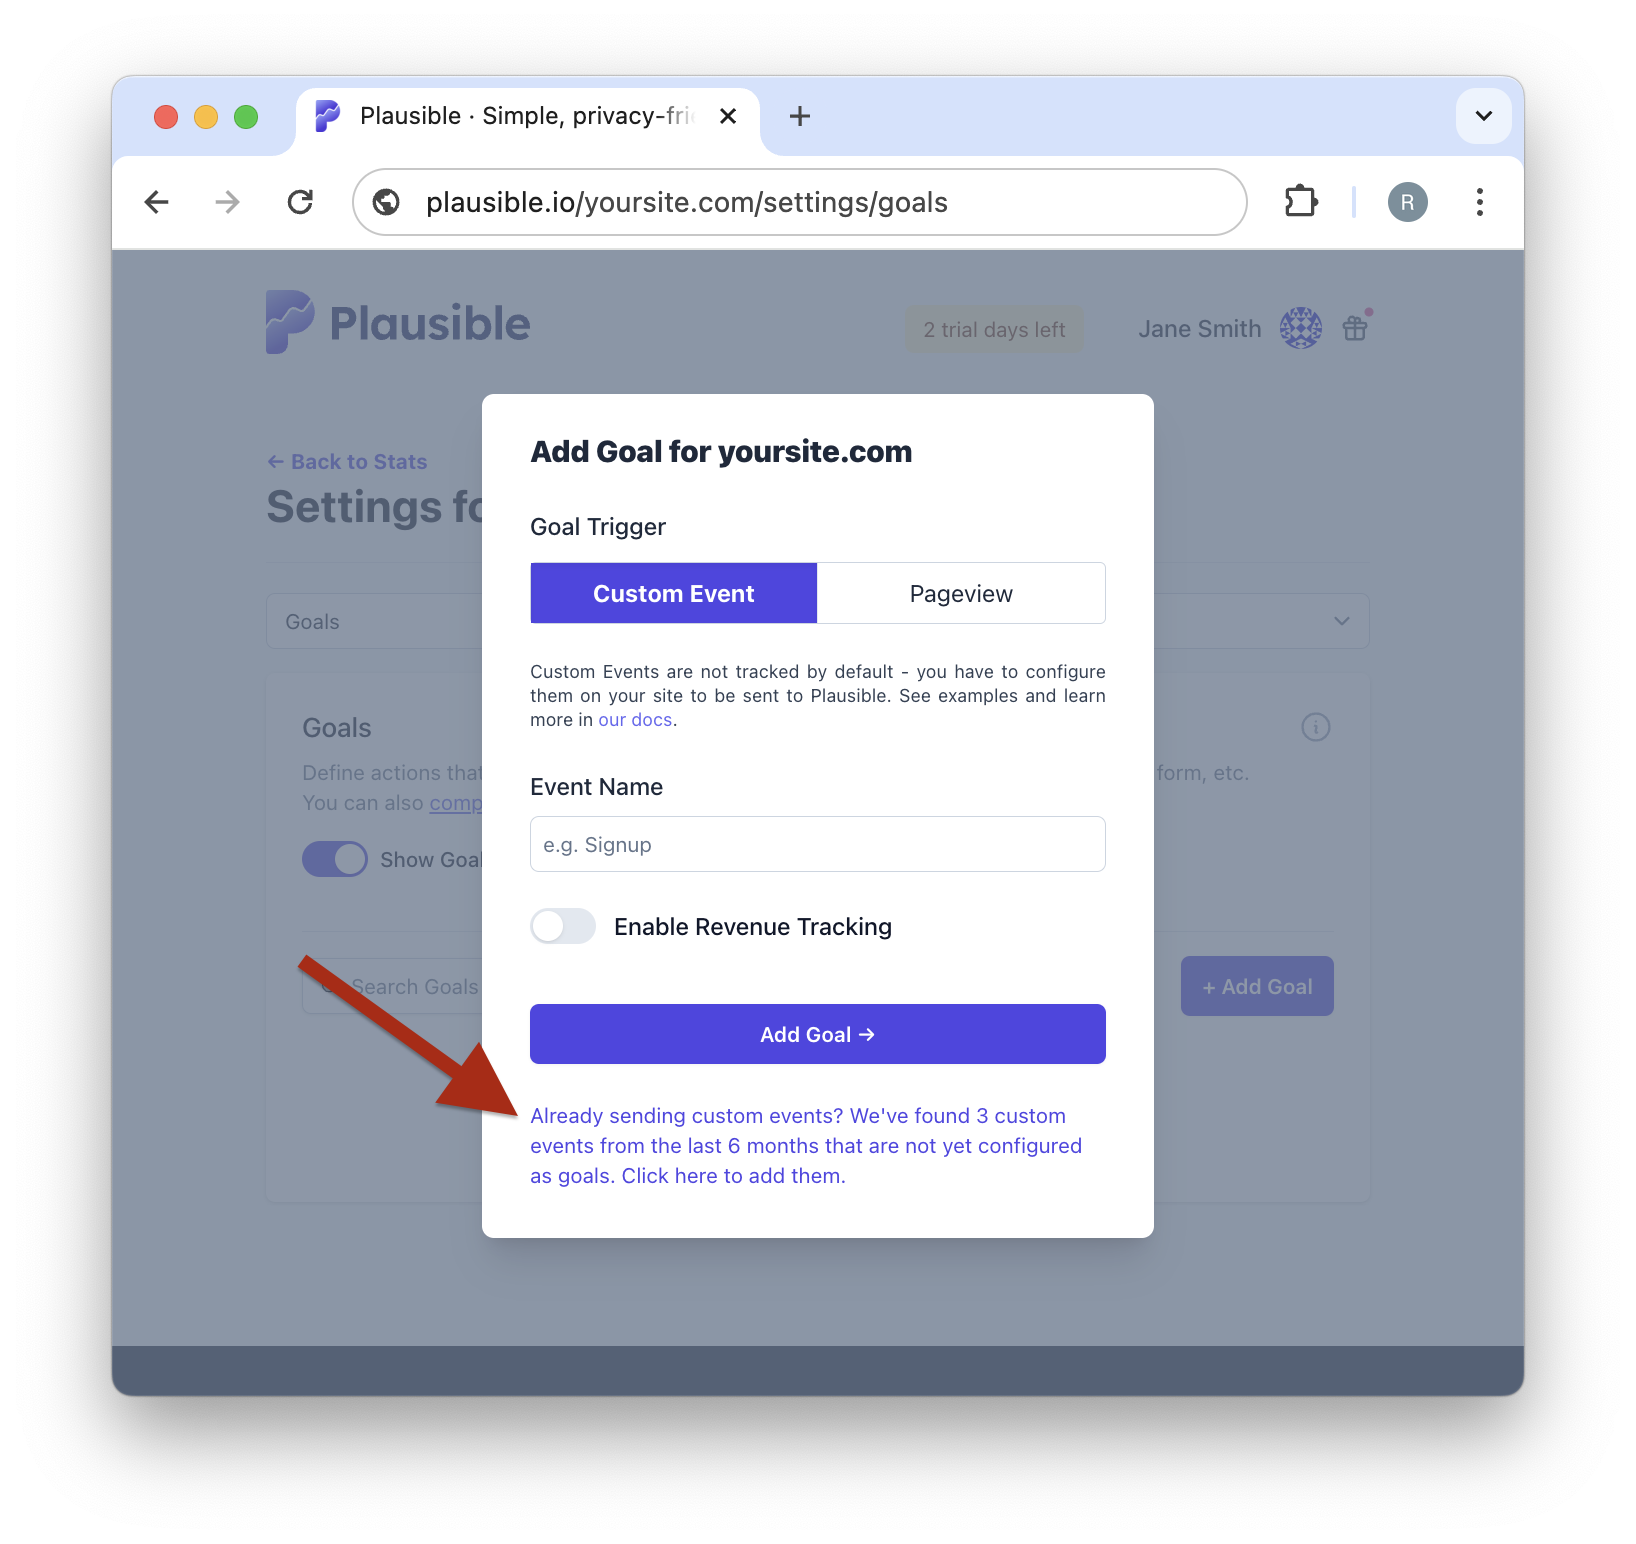 Plausible · Simple, privacy-frie
plausible.io/yoursite.com/settings/goals
R
Plausible
2 trial days left
Jane Smith
← Back to Stats
Settings fo
Goals
Goals
Define actions that
form, etc.
You can also comp
Show Goal
Search Goals
+ Add Goal
Add Goal for yoursite.com
Goal Trigger
Custom Event
Pageview
Custom Events are not tracked by default - you have to configure
them on your site to be sent to Plausible. See examples and learn
more in our docs.
Event Name
e.g. Signup
Enable Revenue Tracking
Add Goal →
Already sending custom events? We've found 3 custom
events from the last 6 months that are not yet configured
as goals. Click here to add them.